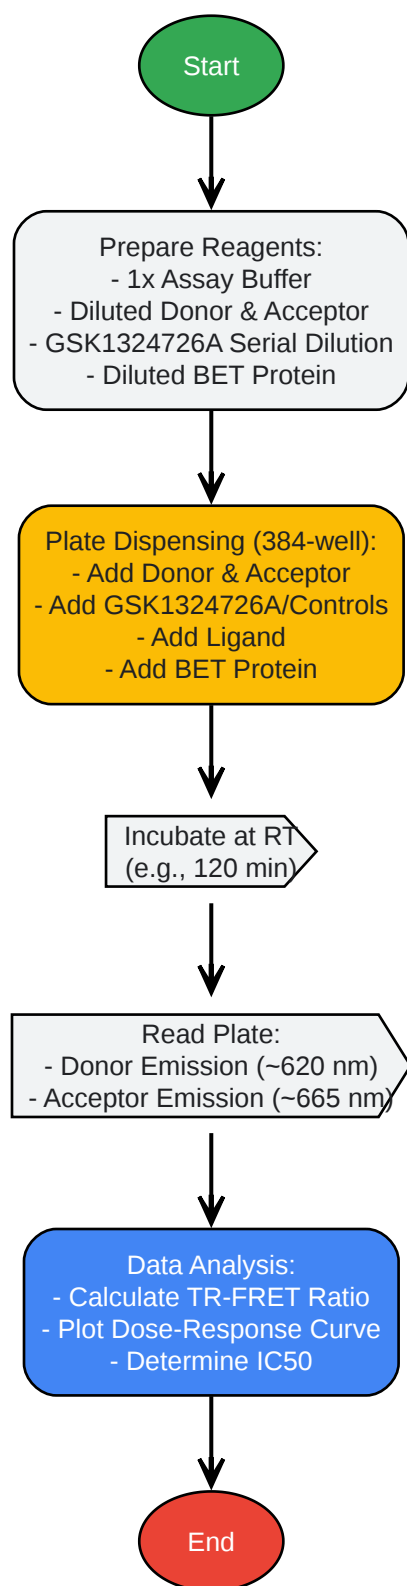 Start
Prepare Reagents:
- 1x Assay Buffer
- Diluted Donor & Acceptor
- GSK1324726A Serial Dilution
- Diluted BET Protein
Plate Dispensing (384-well):
- Add Donor & Acceptor
- Add GSK1324726A/Controls
- Add Ligand
- Add BET Protein
Incubate at RT
(e.g., 120 min)
Read Plate:
- Donor Emission (~620 nm)
- Acceptor Emission (~665 nm)
Data Analysis:
- Calculate TR-FRET Ratio
- Plot Dose-Response Curve
- Determine IC50
End